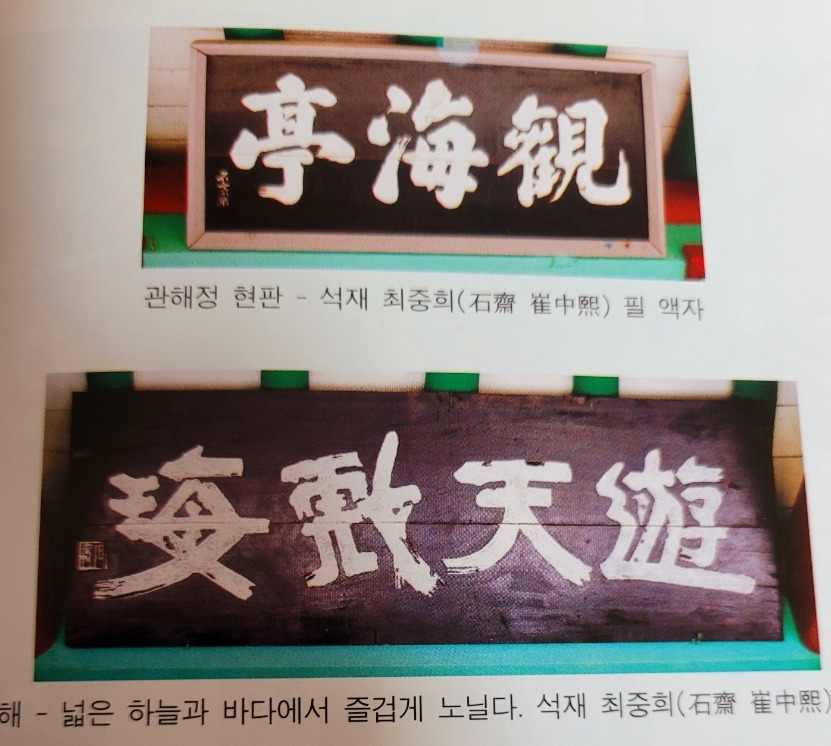 觀海亭
관해정 현판 - 석재 최중희(石齋 崔中熙) 필 액자
遊天戱海
해 - 넓은 하늘과 바다에서 즐겁게 노닐다. 석재 최중희(石齋 崔中熙)